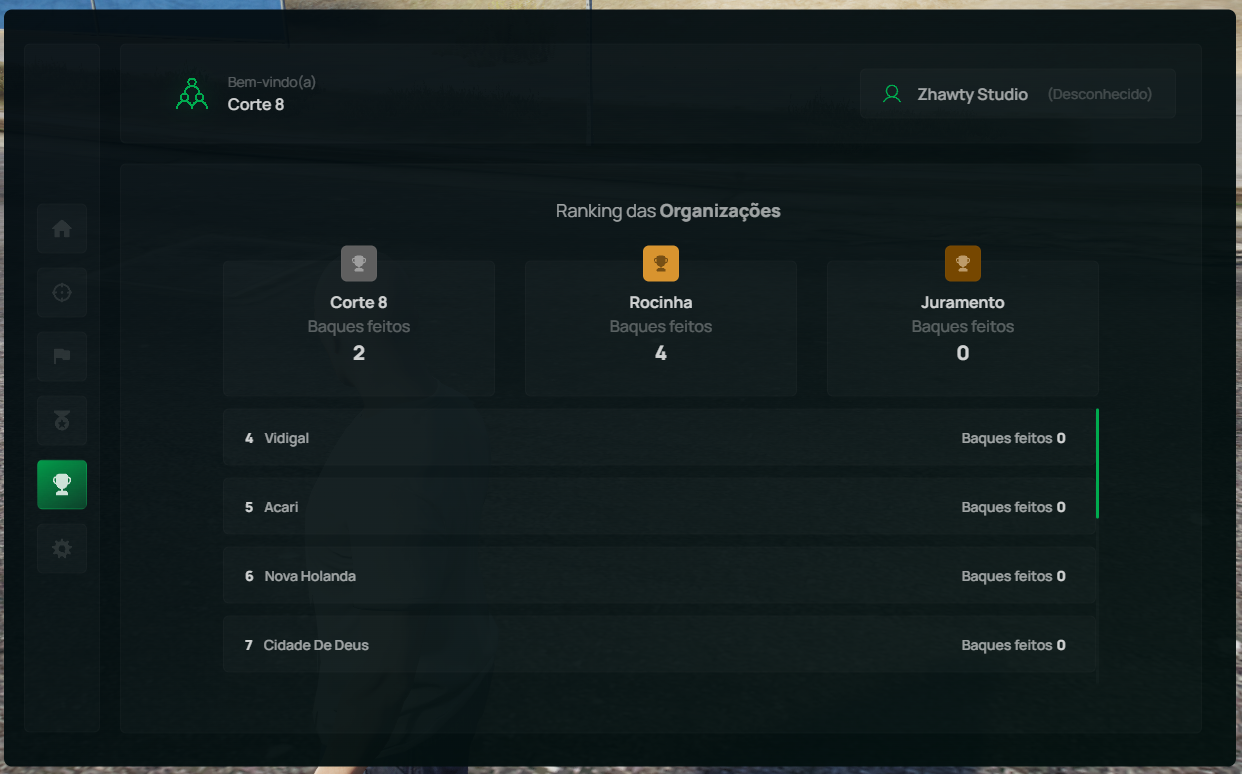 Bem-vindo(a)
Corte 8
Zhawty Studio (Desconhecido)
Ranking das Organizações
Corte 8
Baques feitos
2
Rocinha
Baques feitos
4
Juramento
Baques feitos
0
4 Vidigal Baques feitos 0
5 Acari Baques feitos 0
6 Nova Holanda Baques feitos 0
7 Cidade De Deus Baques feitos 0